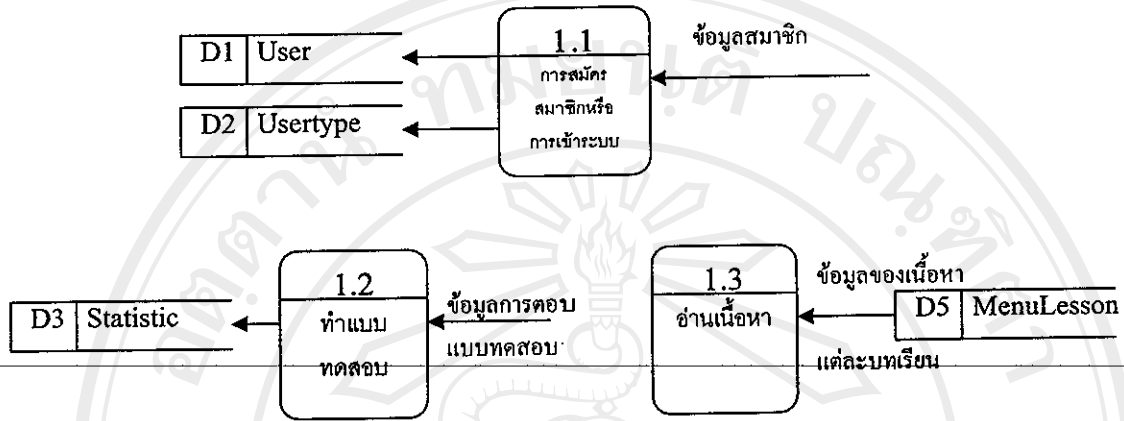 1.1
ข้อมูลสมาชิก
D1 User
การสมัคร
สมาชิกหรือ
การเข้าระบบ
D2 Usertype
1.2
ทำแบบ
ทดสอบ
D3 Statistic
ข้อมูลการตอบ
แบบทดสอบ
1.3
อ่านเนื้อหา
ข้อมูลของเนื้อหา
D5 MenuLesson
แต่ละบทเรียน